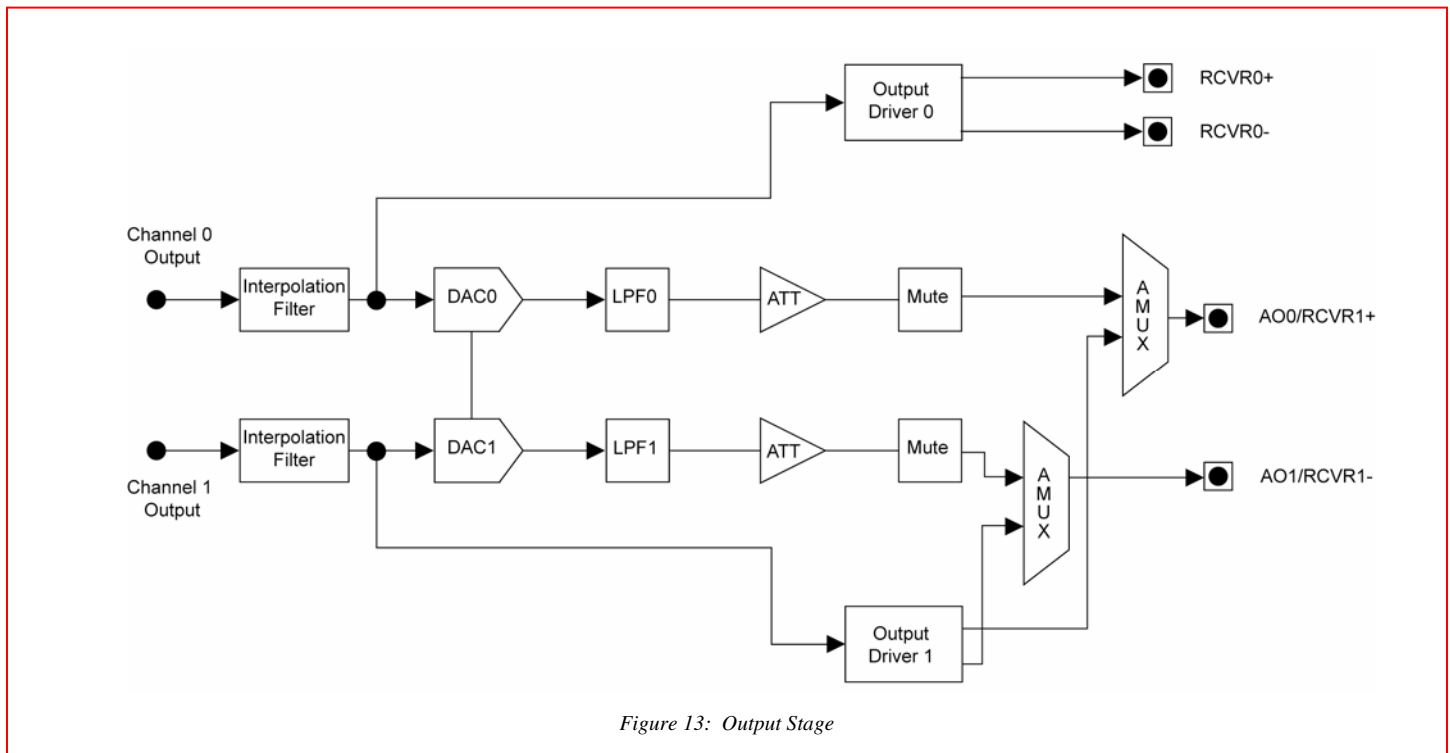 Output
Driver 0
RCVR0+
RCVR0-
Channel 0
Output
Interpolation
Filter
DAC0
LPF0
ATT
Mute
A
M
U
X
AO0/RCVR1+
Interpolation
Filter
DAC1
LPF1
ATT
Mute
A
M
U
X
AO1/RCVR1-
Channel 1
Output
Output
Driver 1
Figure 13: Output Stage